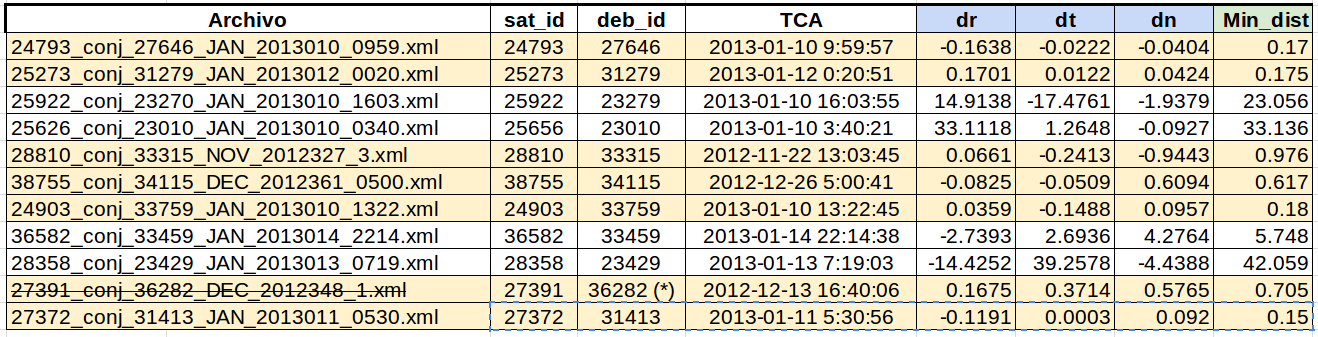 Archivo sat_id deb_id TCA dr dt dn Min_dist
24793_conj_27646_JAN_2013010_0959.xml 24793 27646 2013-01-10 9:59:57 -0.1638 -0.0222 -0.0404 0.17
25273_conj_31279_JAN_2013012_0020.xml 25273 31279 2013-01-12 0:20:51 0.1701 0.0122 0.0424 0.175
25922_conj_23270_JAN_2013010_1603.xml 25922 23279 2013-01-10 16:03:55 14.9138 -17.4761 -1.9379 23.056
25626_conj_23010_JAN_2013010_0340.xml 25656 23010 2013-01-10 3:40:21 33.1118 1.2648 -0.0927 33.136
28810_conj_33315_NOV_2012327_3.xml 28810 33315 2012-11-22 13:03:45 0.0661 -0.2413 -0.9443 0.976
38755_conj_34115_DEC_2012361_0500.xml 38755 34115 2012-12-26 5:00:41 -0.0825 -0.0509 0.6094 0.617
24903_conj_33759_JAN_2013010_1322.xml 24903 33759 2013-01-10 13:22:45 0.0359 -0.1488 0.0957 0.18
36582_conj_33459_JAN_2013014_2214.xml 36582 33459 2013-01-14 22:14:38 -2.7393 2.6936 4.2764 5.748
28358_conj_23429_JAN_2013013_0719.xml 28358 23429 2013-01-13 7:19:03 -14.4252 39.2578 -4.4388 42.059
27391_conj_36282_DEC_2012348_1.xml 27391 36282 (*) 2012-12-13 16:40:06 0.1675 0.3714 0.5765 0.705
27372_conj_31413_JAN_2013011_0530.xml 27372 31413 2013-01-11 5:30:56 -0.1191 0.0003 0.092 0.15